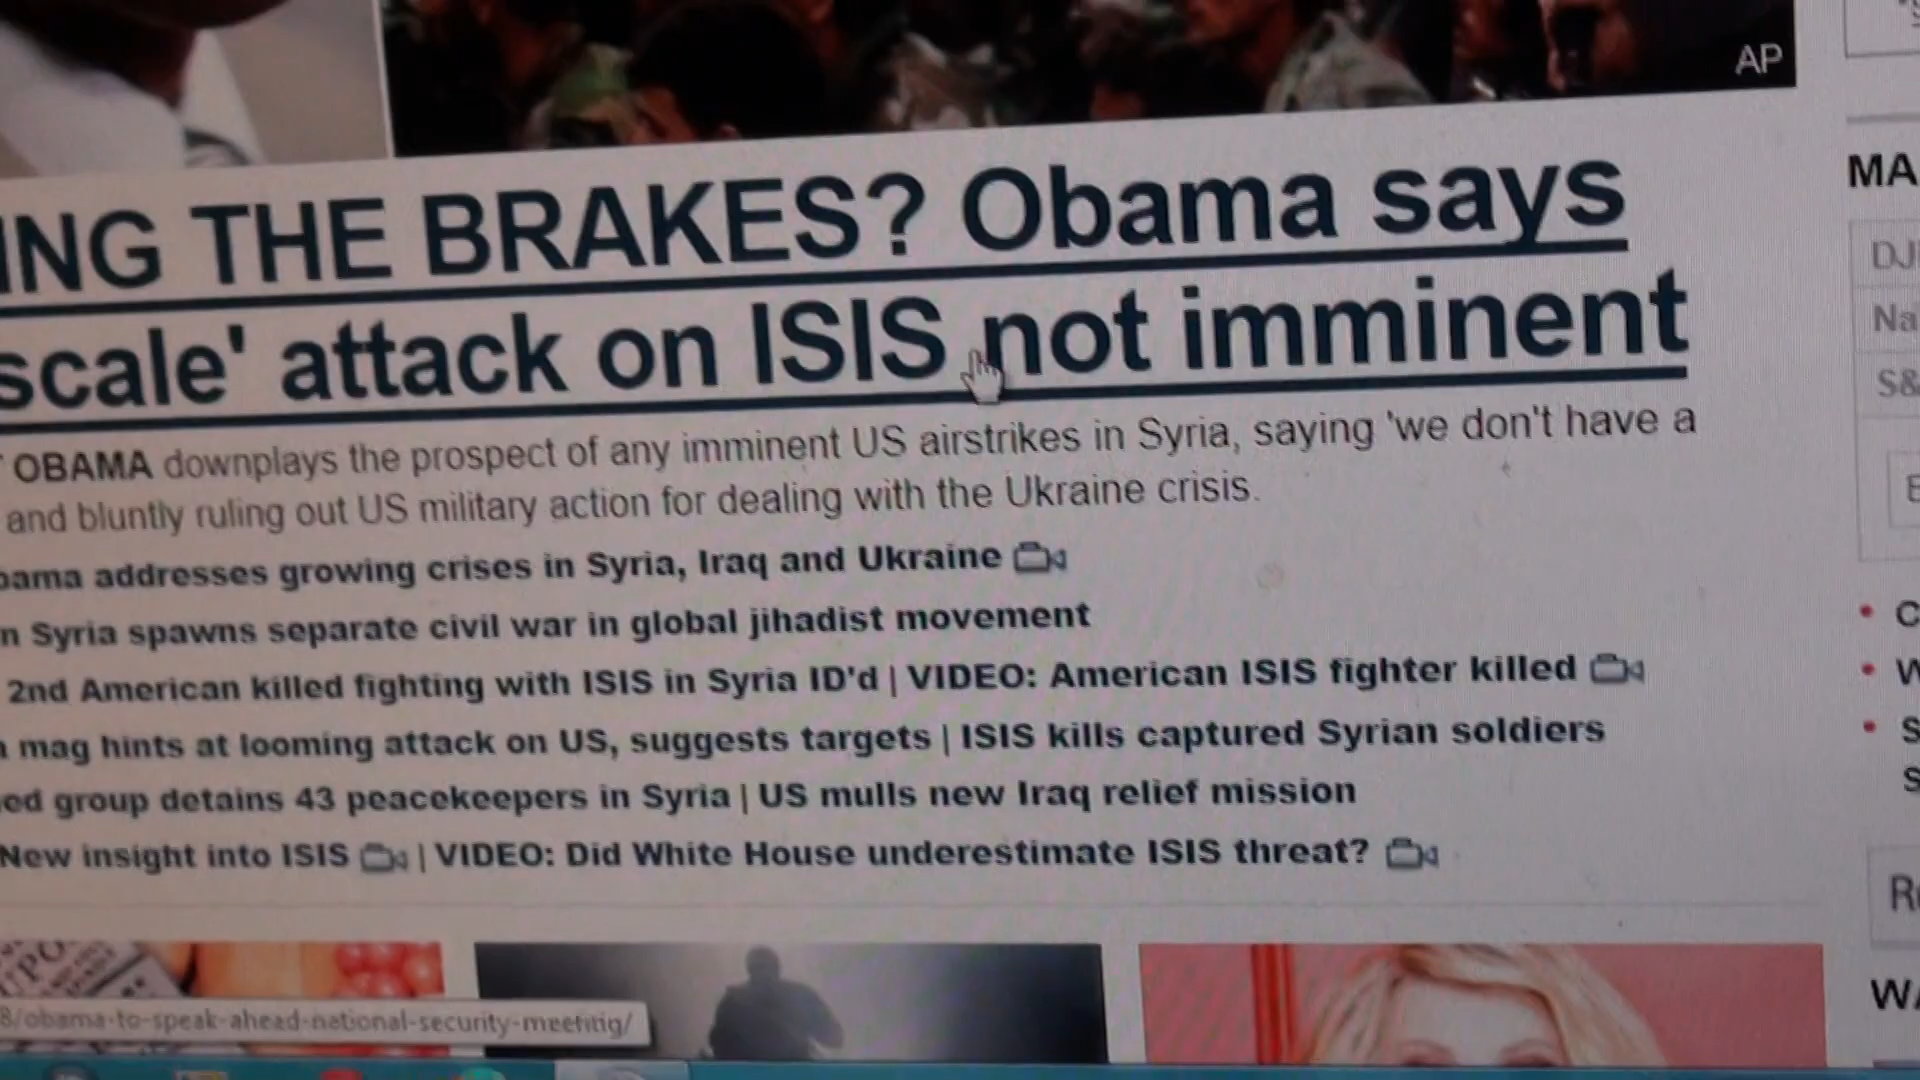 AP
ING THE BRAKES? Obama says
scale' attack on ISIS not imminent
OBAMA downplays the prospect of any imminent US airstrikes in Syria, saying 'we don't have a
and bluntly ruling out US military action for dealing with the Ukraine crisis.
bama addresses growing crises in Syria, Iraq and Ukraine
n Syria spawns separate civil war in global jihadist movement
2nd American killed fighting with ISIS in Syria ID'd | VIDEO: American ISIS fighter killed
mag hints at looming attack on US, suggests targets | ISIS kills captured Syrian soldiers
ed group detains 43 peacekeepers in Syria | US mulls new Iraq relief mission
New insight into ISIS | VIDEO: Did White House underestimate ISIS threat?
8/obama-to-speak-ahead-national-security-meeting/
MA
DJ
Na
S&
C
W
S
S
R
WA